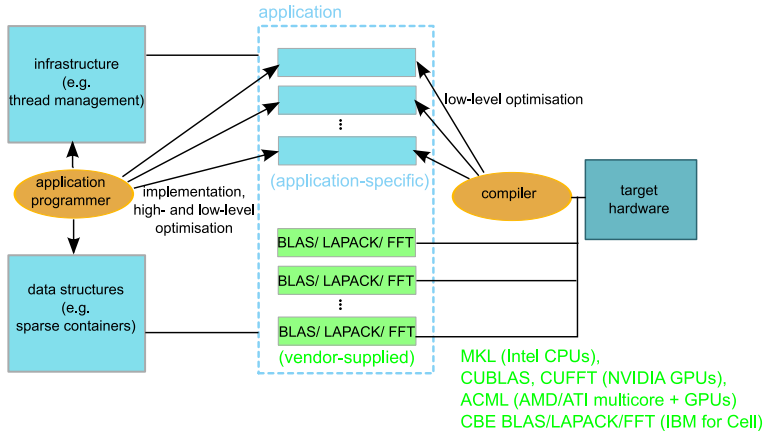 application
infrastructure
(e.g.
thread management)
low-level optimisation
application
programmer
implementation,
high- and low-level
optimisation
(application-specific)
compiler
target
hardware
data structures
(e.g.
sparse containers)
BLAS/ LAPACK/ FFT
BLAS/ LAPACK/ FFT
BLAS/ LAPACK/ FFT
(vendor-supplied)
MKL (Intel CPUs),
CUBLAS, CUFFT (NVIDIA GPUs),
ACML (AMD/ATI multicore + GPUs)
CBE BLAS/LAPACK/FFT (IBM for Cell)